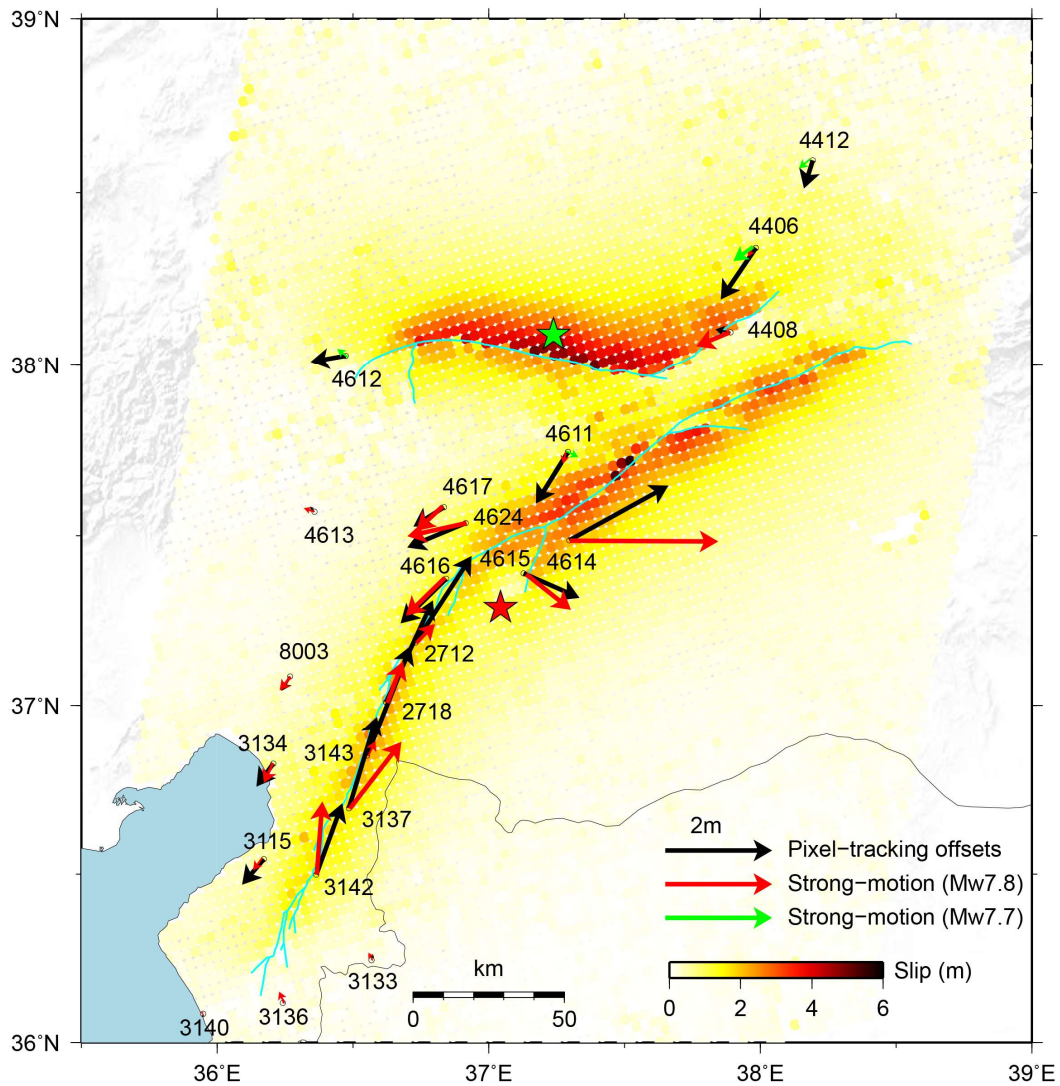 39°N
4412
4406
4408
38°N
4612
4611
4617
4624
4613
4616
4615
4614
2712
8003
37°N
2718
3134
3143
3137
2m
3115
Pixel−tracking offsets
3142
Strong−motion (Mw7.8)
Strong−motion (Mw7.7)
km
Slip (m)
3133
0
50
0
2
4
6
3136
3140
36°N
36°E
37°E
38°E
39°E